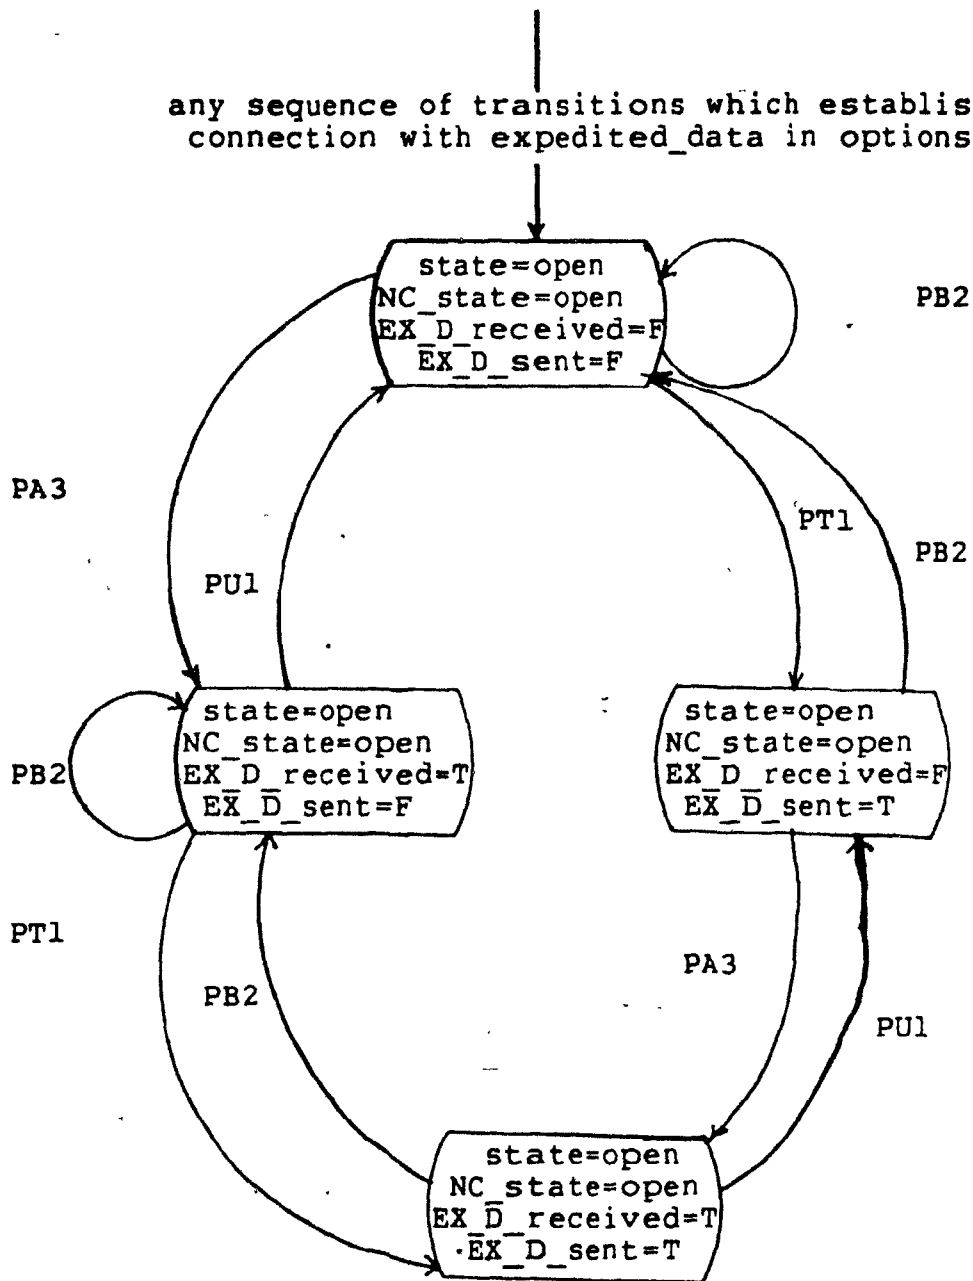 any sequence of transitions which establis
connection with expedited_data in options
state=open
NC_state=open
EX_D_received=F
EX_D_sent=F
PB2
PA3
PT1
PB2
PU1
state=open
NC_state=open
EX_D_received=T
EX_D_sent=F
state=open
NC_state=open
EX_D_received=F
EX_D_sent=T
PB2
PT1
PA3
PB2
PU1
state=open
NC_state=open
EX_D_received=T
EX_D_sent=T